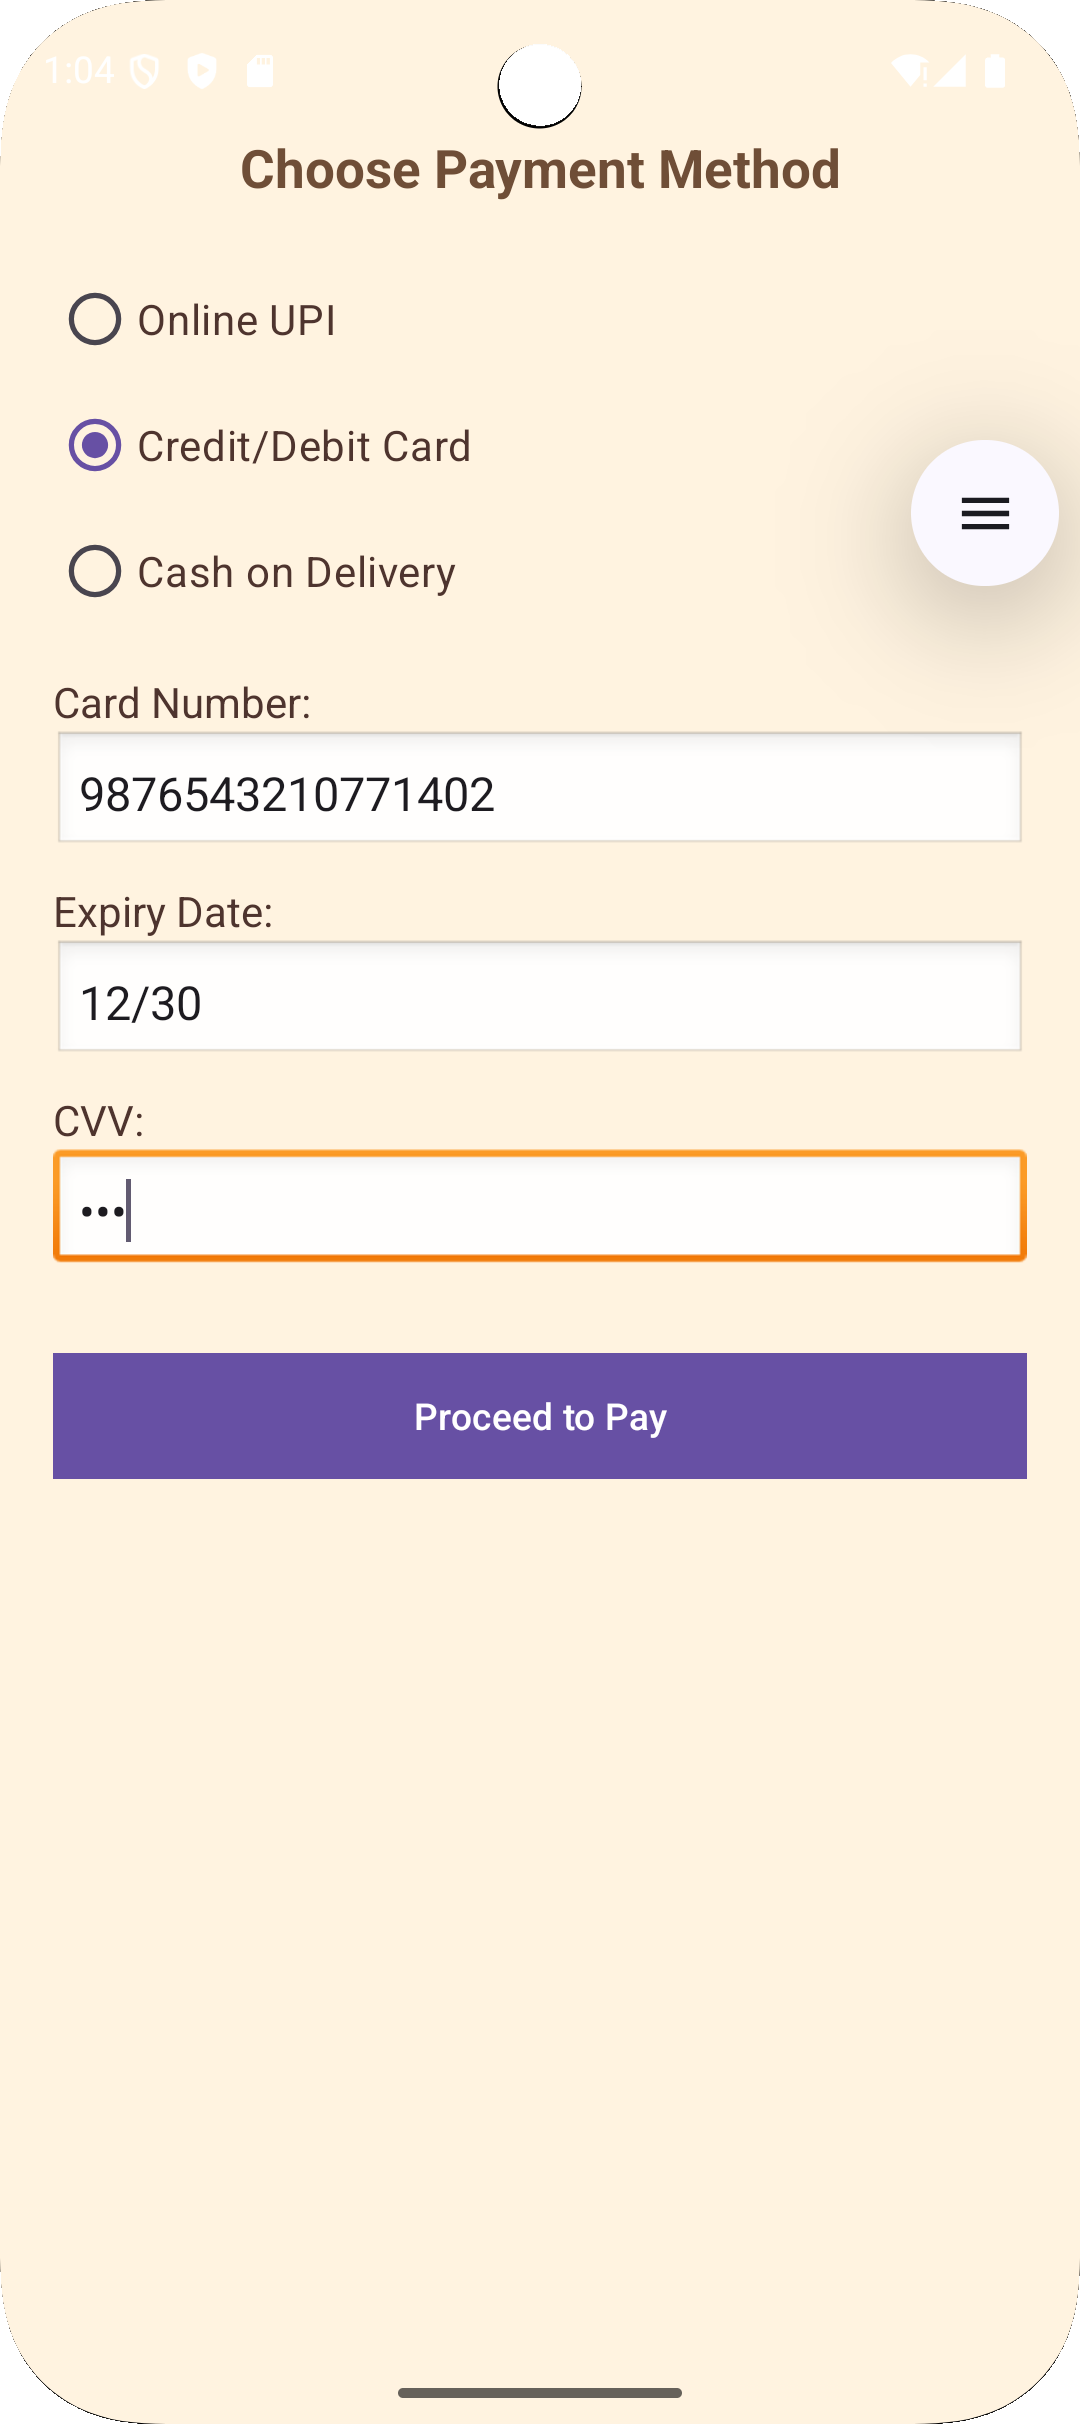 1:04
Choose Payment Method
Online UPI
Credit/Debit Card
Cash on Delivery
Card Number:
9876543210771402
Expiry Date:
12/30
CVV:
•••
Proceed to Pay